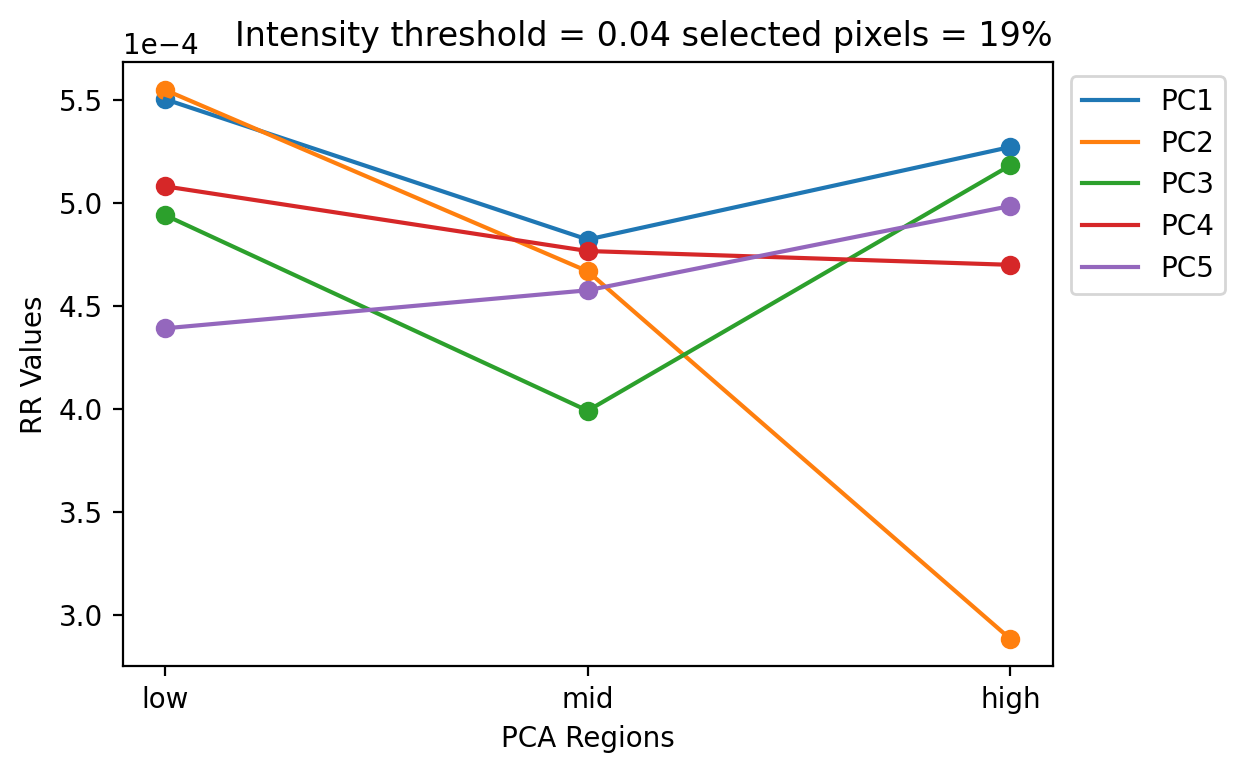 Intensity threshold = 0.04 selected pixels = 19%
1e−4
5.5
5.0
4.5
4.0
3.5
3.0
RR Values
low
mid
high
PCA Regions
PC1
PC2
PC3
PC4
PC5